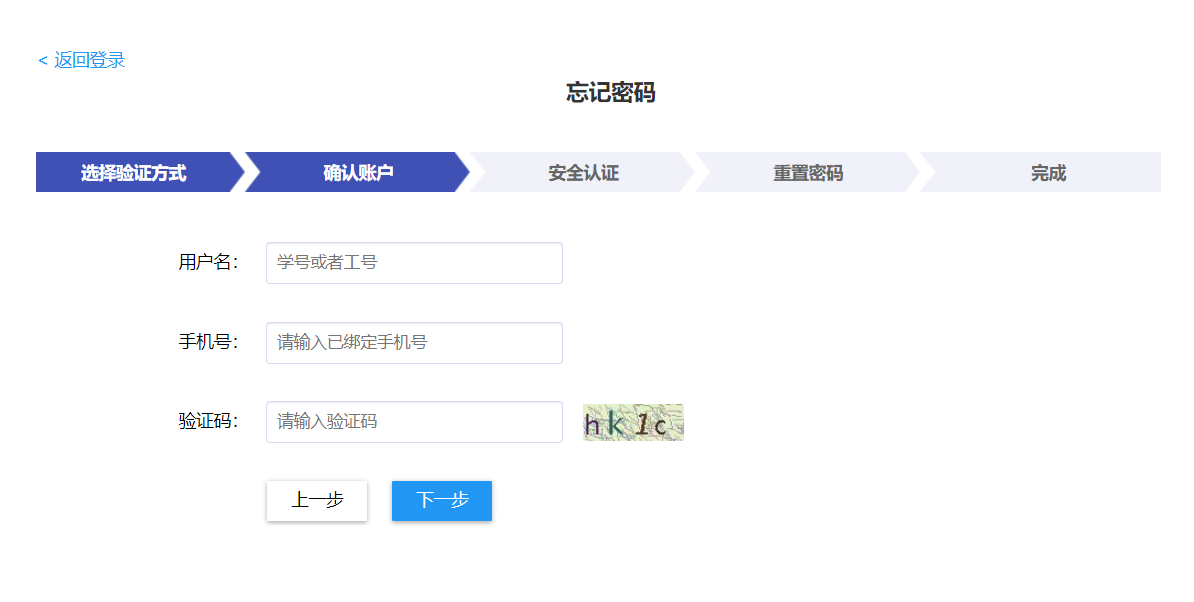 < 返回登录
忘记密码
选择验证方式 确认账户 安全认证 重置密码 完成
用户名： 学号或者工号
手机号： 请输入已绑定手机号
验证码： 请输入验证码 hk1c
上一步 下一步